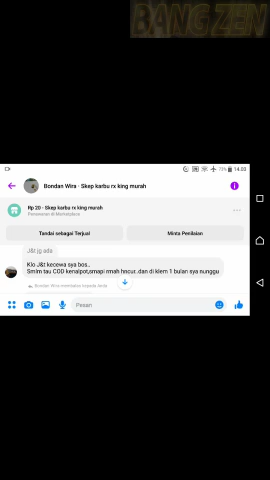 BANG ZEN
73% 14.03
Bondan Wira · Skep karbu rx king murah
Rp 20 - Skep karbu rx king murah
Penawaran di Marketplace
Tandai sebagai Terjual
Minta Penilaian
J&t jg ada
Klo J&t kecewa sya bos..
Smlm tau COD kenalpot,smapi rmah hncur..dan di klem 1 bulan sya nunggu
Bondan Wira membalas kepada Anda
Pesan